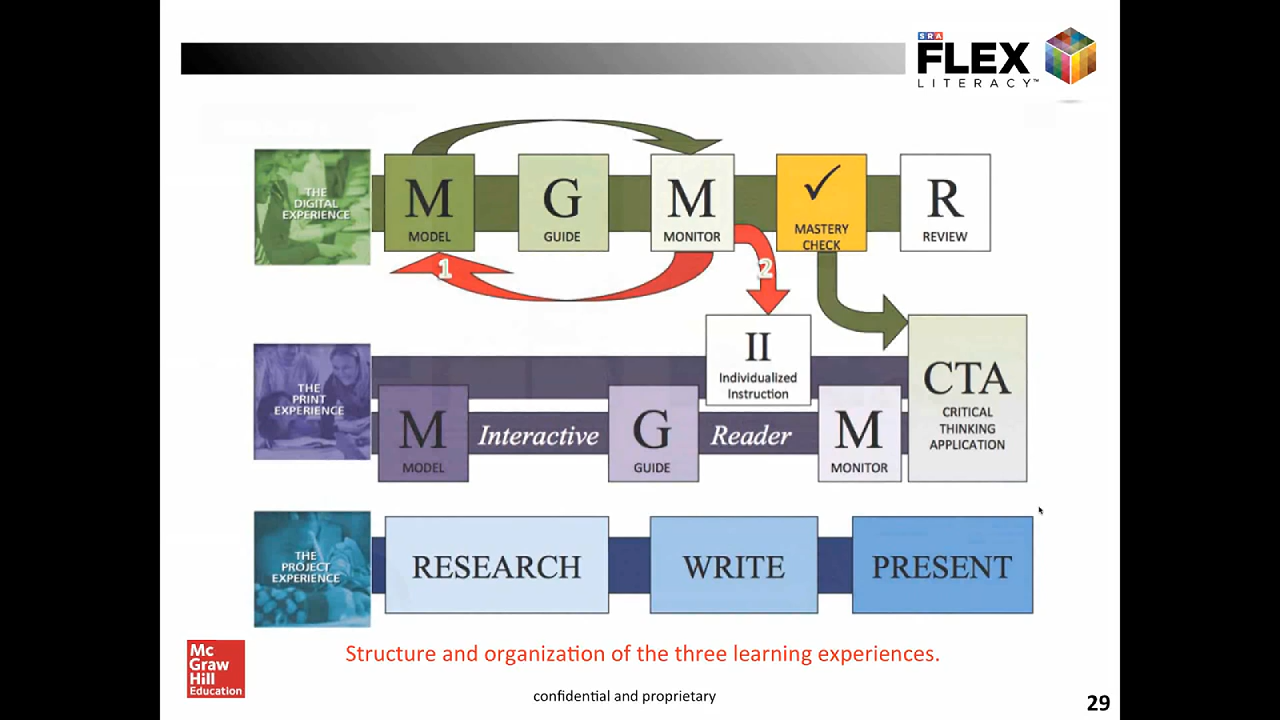 SRA
FLEX
LITERACY™
THE
DIGITAL
EXPERIENCE
M
MODEL
G
GUIDE
M
MONITOR
✓
MASTERY
CHECK
R
REVIEW
1
2
THE
PRINT
EXPERIENCE
II
Individualized
Instruction
M
MODEL
Interactive
G
GUIDE
Reader
M
MONITOR
CTA
CRITICAL
THINKING
APPLICATION
THE
PROJECT
EXPERIENCE
RESEARCH
WRITE
PRESENT
Mc
Graw
Hill
Education
Structure and organization of the three learning experiences.
confidential and proprietary
29